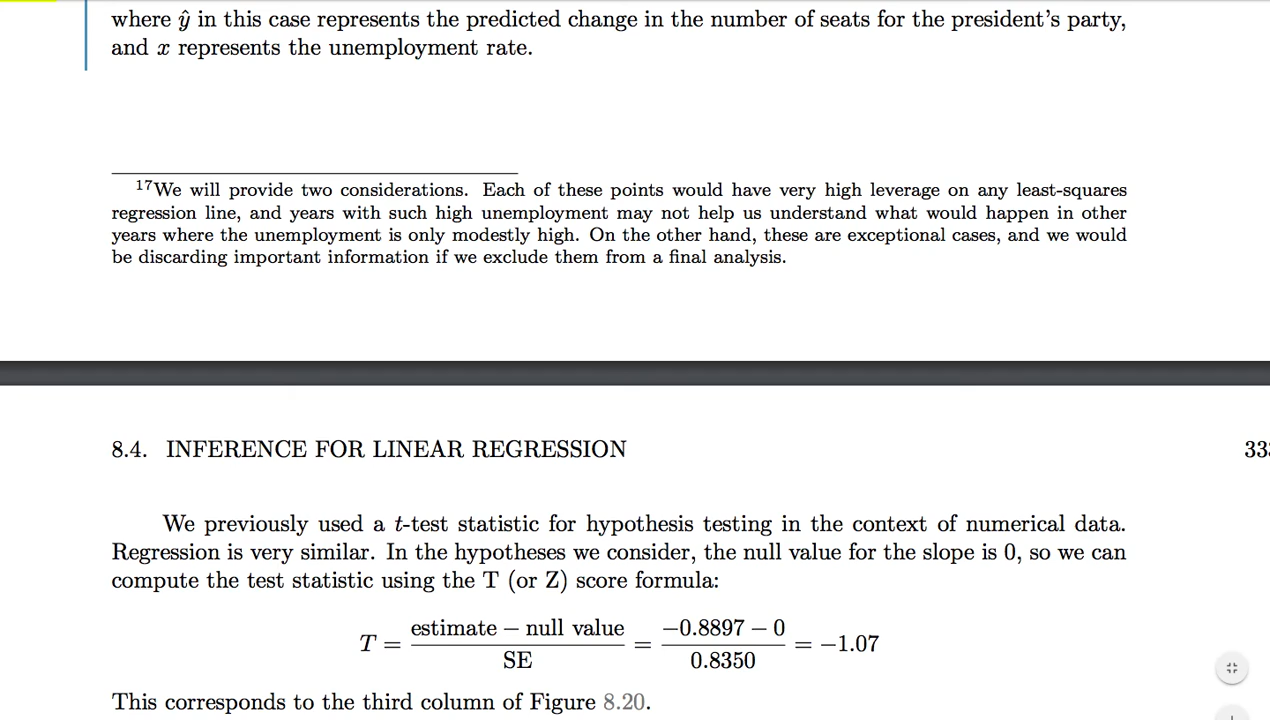 where ŷ in this case represents the predicted change in the number of seats for the president's party,
and x represents the unemployment rate.
17We will provide two considerations. Each of these points would have very high leverage on any least-squares
regression line, and years with such high unemployment may not help us understand what would happen in other
years where the unemployment is only modestly high. On the other hand, these are exceptional cases, and we would
be discarding important information if we exclude them from a final analysis.
8.4. INFERENCE FOR LINEAR REGRESSION 33
We previously used a t-test statistic for hypothesis testing in the context of numerical data.
Regression is very similar. In the hypotheses we consider, the null value for the slope is 0, so we can
compute the test statistic using the T (or Z) score formula:
T = (estimate − null value) / SE = (−0.8897 − 0) / 0.8350 = −1.07
This corresponds to the third column of Figure 8.20.